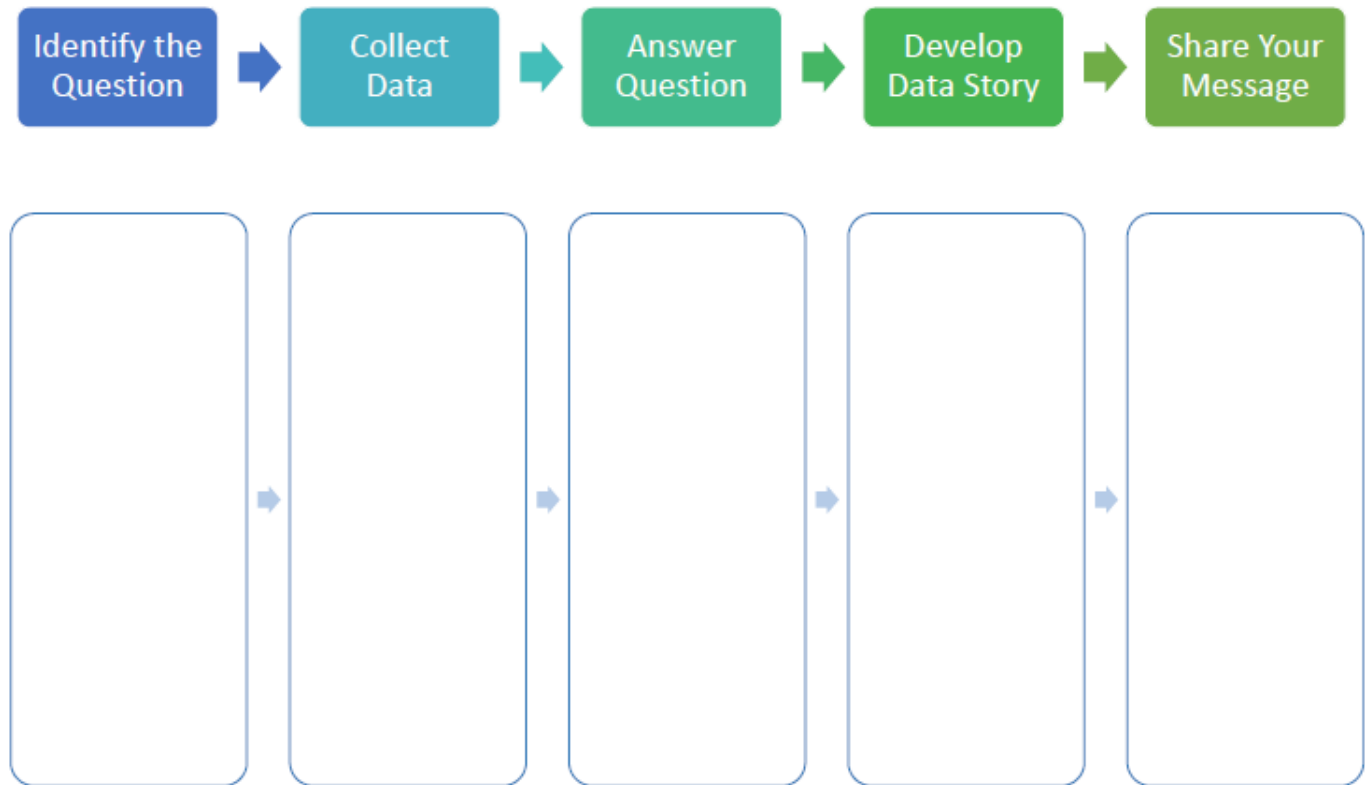 Identify the
Question
Collect
Data
Answer
Question
Develop
Data Story
Share Your
Message